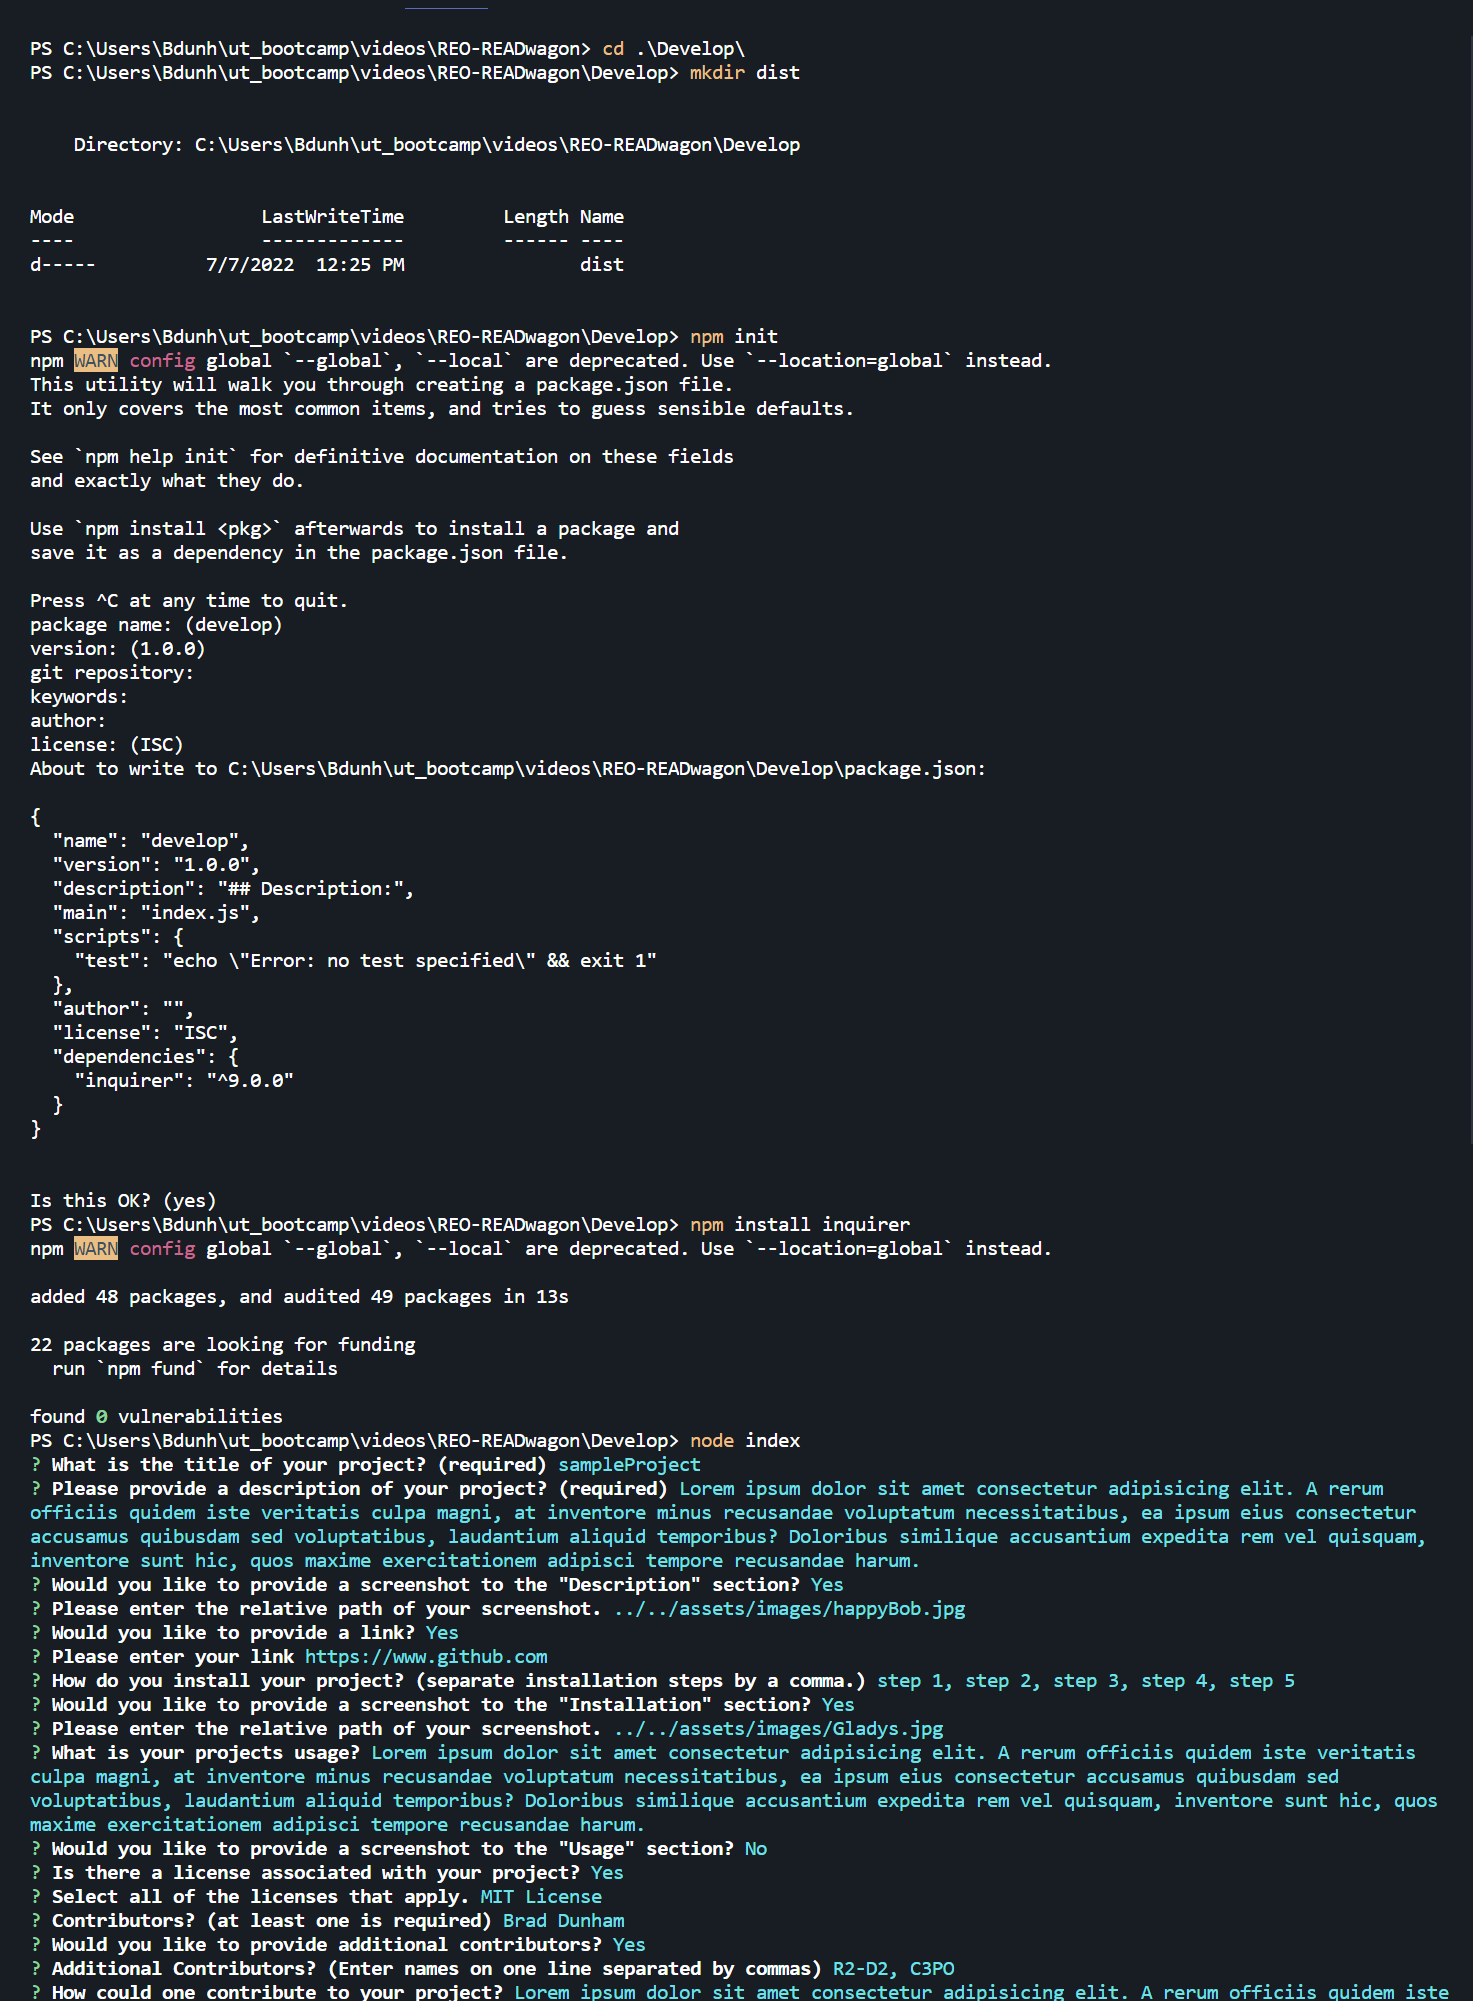 PS C:\Users\Bdunh\ut_bootcamp\videos\REO-READwagon> cd .\Develop\
PS C:\Users\Bdunh\ut_bootcamp\videos\REO-READwagon\Develop> mkdir dist
Directory: C:\Users\Bdunh\ut_bootcamp\videos\REO-READwagon\Develop
Mode LastWriteTime Length Name
---- ------------- ------ ----
d----- 7/7/2022 12:25 PM dist
PS C:\Users\Bdunh\ut_bootcamp\videos\REO-READwagon\Develop> npm init
npm WARN config global `--global`, `--local` are deprecated. Use `--location=global` instead.
This utility will walk you through creating a package.json file.
It only covers the most common items, and tries to guess sensible defaults.
See `npm help init` for definitive documentation on these fields
and exactly what they do.
Use `npm install <pkg>` afterwards to install a package and
save it as a dependency in the package.json file.
Press ^C at any time to quit.
package name: (develop)
version: (1.0.0)
git repository:
keywords:
author:
license: (ISC)
About to write to C:\Users\Bdunh\ut_bootcamp\videos\REO-READwagon\Develop\package.json:
{
  "name": "develop",
  "version": "1.0.0",
  "description": "## Description:",
  "main": "index.js",
  "scripts": {
    "test": "echo \"Error: no test specified\" && exit 1"
  },
  "author": "",
  "license": "ISC",
  "dependencies": {
    "inquirer": "^9.0.0"
  }
}
Is this OK? (yes)
PS C:\Users\Bdunh\ut_bootcamp\videos\REO-READwagon\Develop> npm install inquirer
npm WARN config global `--global`, `--local` are deprecated. Use `--location=global` instead.
added 48 packages, and audited 49 packages in 13s
22 packages are looking for funding
  run `npm fund` for details
found 0 vulnerabilities
PS C:\Users\Bdunh\ut_bootcamp\videos\REO-READwagon\Develop> node index
? What is the title of your project? (required) sampleProject
? Please provide a description of your project? (required) Lorem ipsum dolor sit amet consectetur adipisicing elit. A rerum
officiis quidem iste veritatis culpa magni, at inventore minus recusandae voluptatum necessitatibus, ea ipsum eius consectetur
accusamus quibusdam sed voluptatibus, laudantium aliquid temporibus? Doloribus similique accusantium expedita rem vel quisquam,
inventore sunt hic, quos maxime exercitationem adipisci tempore recusandae harum.
? Would you like to provide a screenshot to the "Description" section? Yes
? Please enter the relative path of your screenshot. ../../assets/images/happyBob.jpg
? Would you like to provide a link? Yes
? Please enter your link https://www.github.com
? How do you install your project? (separate installation steps by a comma.) step 1, step 2, step 3, step 4, step 5
? Would you like to provide a screenshot to the "Installation" section? Yes
? Please enter the relative path of your screenshot. ../../assets/images/Gladys.jpg
? What is your projects usage? Lorem ipsum dolor sit amet consectetur adipisicing elit. A rerum officiis quidem iste veritatis
culpa magni, at inventore minus recusandae voluptatum necessitatibus, ea ipsum eius consectetur accusamus quibusdam sed
voluptatibus, laudantium aliquid temporibus? Doloribus similique accusantium expedita rem vel quisquam, inventore sunt hic, quos
maxime exercitationem adipisci tempore recusandae harum.
? Would you like to provide a screenshot to the "Usage" section? No
? Is there a license associated with your project? Yes
? Select all of the licenses that apply. MIT License
? Contributors? (at least one is required) Brad Dunham
? Would you like to provide additional contributors? Yes
? Additional Contributors? (Enter names on one line separated by commas) R2-D2, C3PO
? How could one contribute to your project? Lorem ipsum dolor sit amet consectetur adipisicing elit. A rerum officiis quidem iste